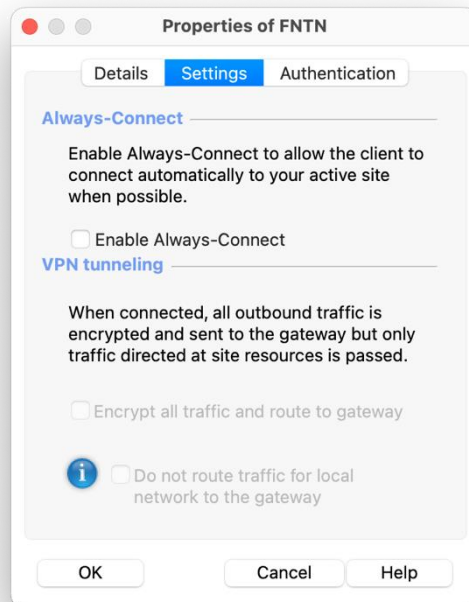 Properties of FNTN
Details Settings Authentication
Always-Connect
Enable Always-Connect to allow the client to
connect automatically to your active site
when possible.
Enable Always-Connect
VPN tunneling
When connected, all outbound traffic is
encrypted and sent to the gateway but only
traffic directed at site resources is passed.
Encrypt all traffic and route to gateway
i Do not route traffic for local
network to the gateway
OK Cancel Help